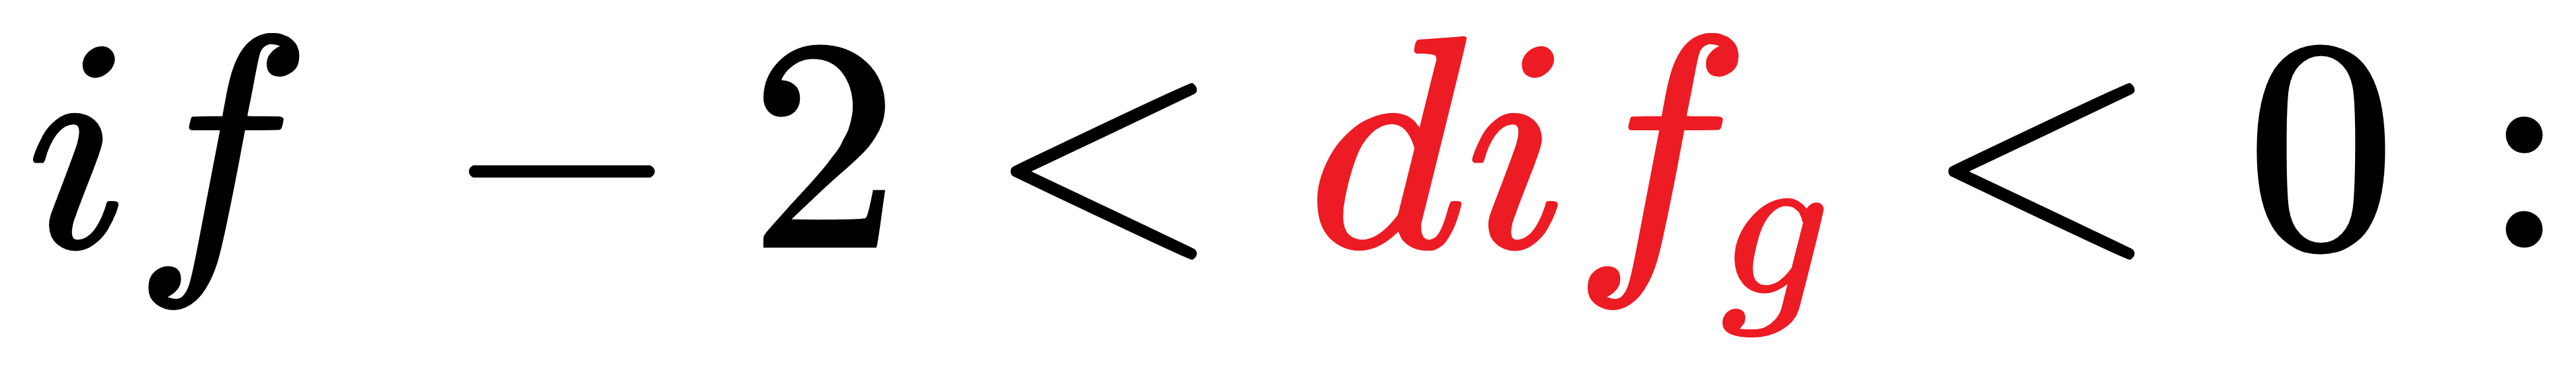 if −2 < dif_g < 0 :